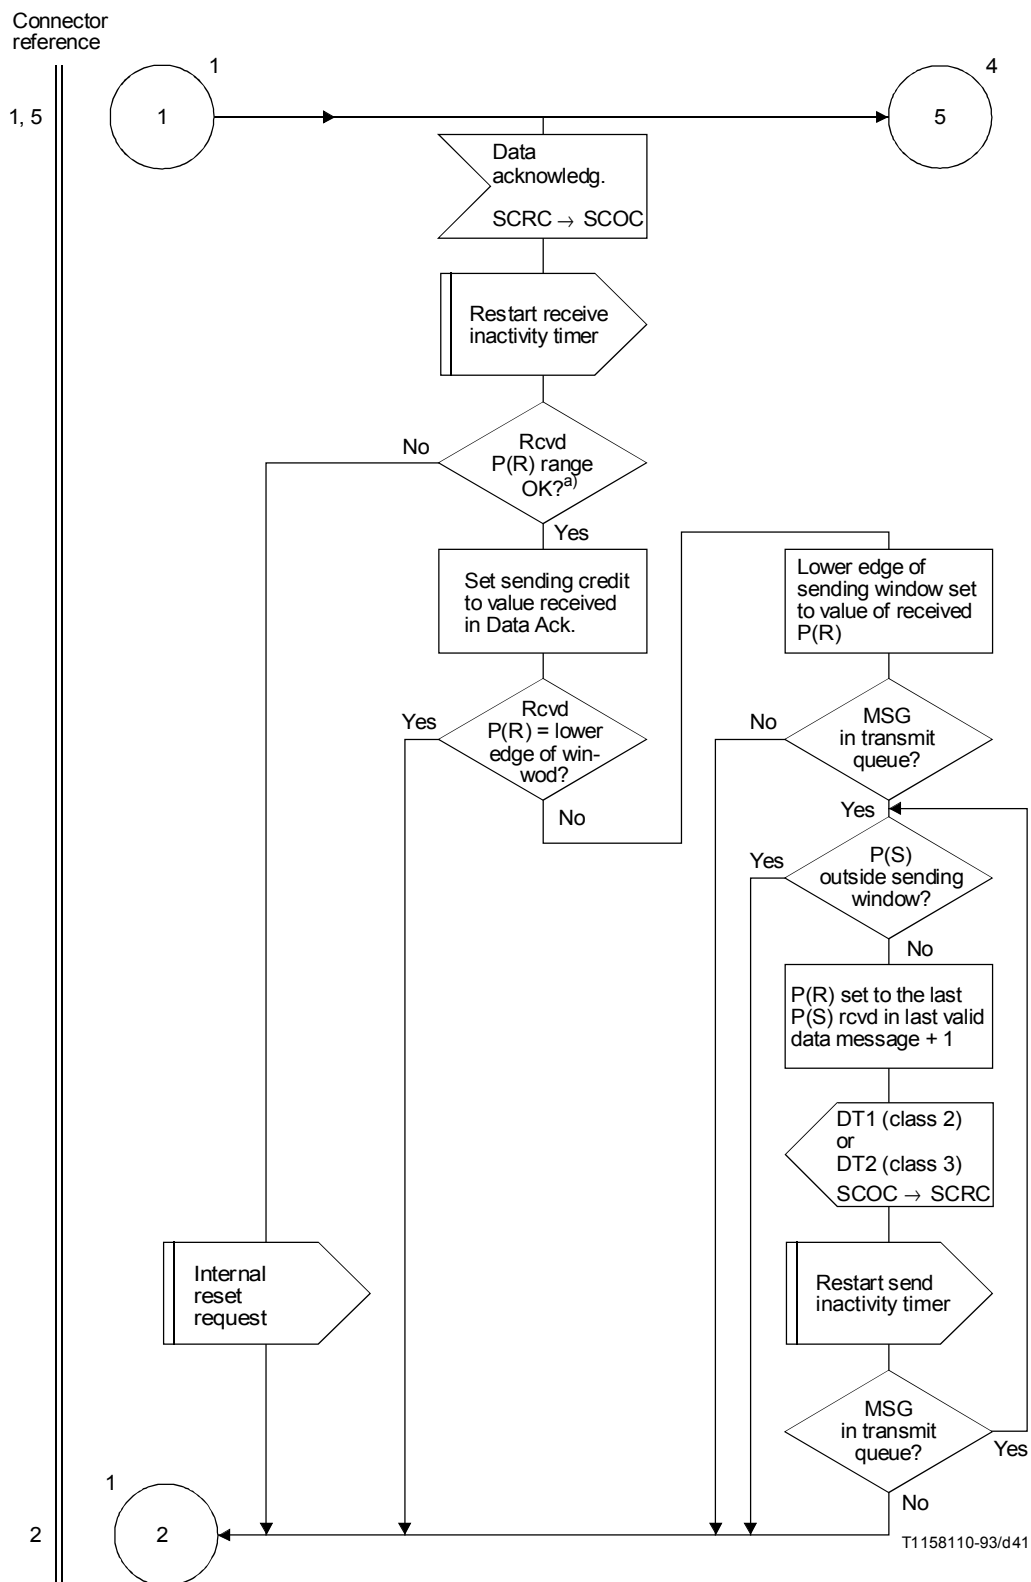 Connector
reference
1
4
1, 5
1
5
Data
acknowledg.
SCRC → SCOC
Restart receive
inactivity timer
No
Rcvd
P(R) range
OK?a)
Yes
Set sending credit
to value received
in Data Ack.
Lower edge of
sending window set
to value of received
P(R)
Yes
Rcvd
P(R) = lower
edge of win-
wod?
No
No
MSG
in transmit
queue?
Yes
Yes
P(S)
outside sending
window?
No
P(R) set to the last
P(S) rcvd in last valid
data message + 1
DT1 (class 2)
or
DT2 (class 3)
SCOC → SCRC
Internal
reset
request
Restart send
inactivity timer
MSG
in transmit
queue?
Yes
No
1
2
2
T1158110-93/d41